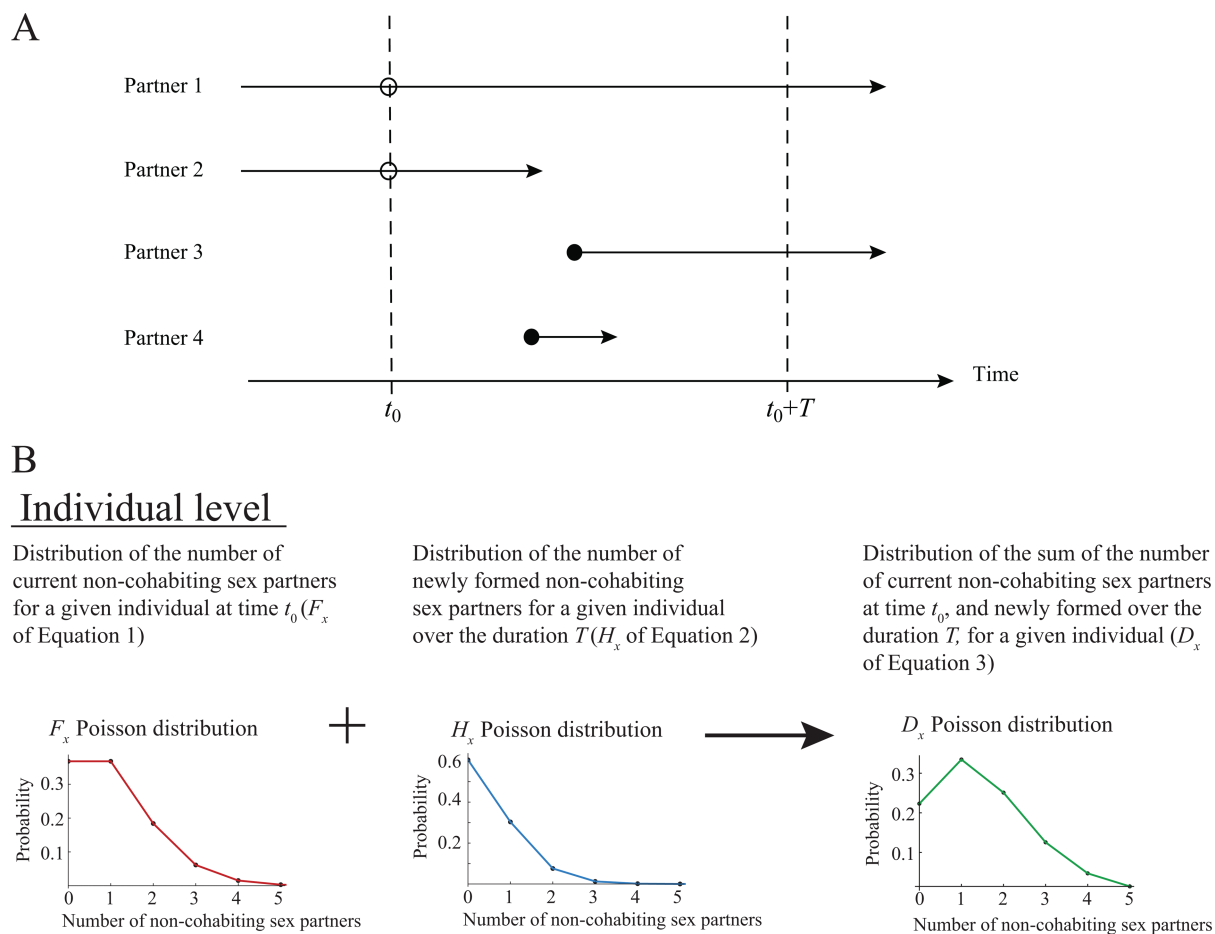 A
Partner 1
Partner 2
Partner 3
Partner 4
Time
t0
t0+T
B
Individual level
Distribution of the number of
current non-cohabiting sex partners
for a given individual at time t0 (Fx
of Equation 1)
Distribution of the number of
newly formed non-cohabiting
sex partners for a given individual
over the duration T (Hx of Equation 2)
Distribution of the sum of the number
of current non-cohabiting sex partners
at time t0, and newly formed over the
duration T, for a given individual (Dx
of Equation 3)
Fx Poisson distribution
+
Hx Poisson distribution
Dx Poisson distribution
Probability
0.3
0.2
0.1
0 1 2 3 4 5
Number of non-cohabiting sex partners
Probability
0.6
0.4
0.2
0 1 2 3 4 5
Number of non-cohabiting sex partners
Probability
0.3
0.2
0.1
0 1 2 3 4 5
Number of non-cohabiting sex partners